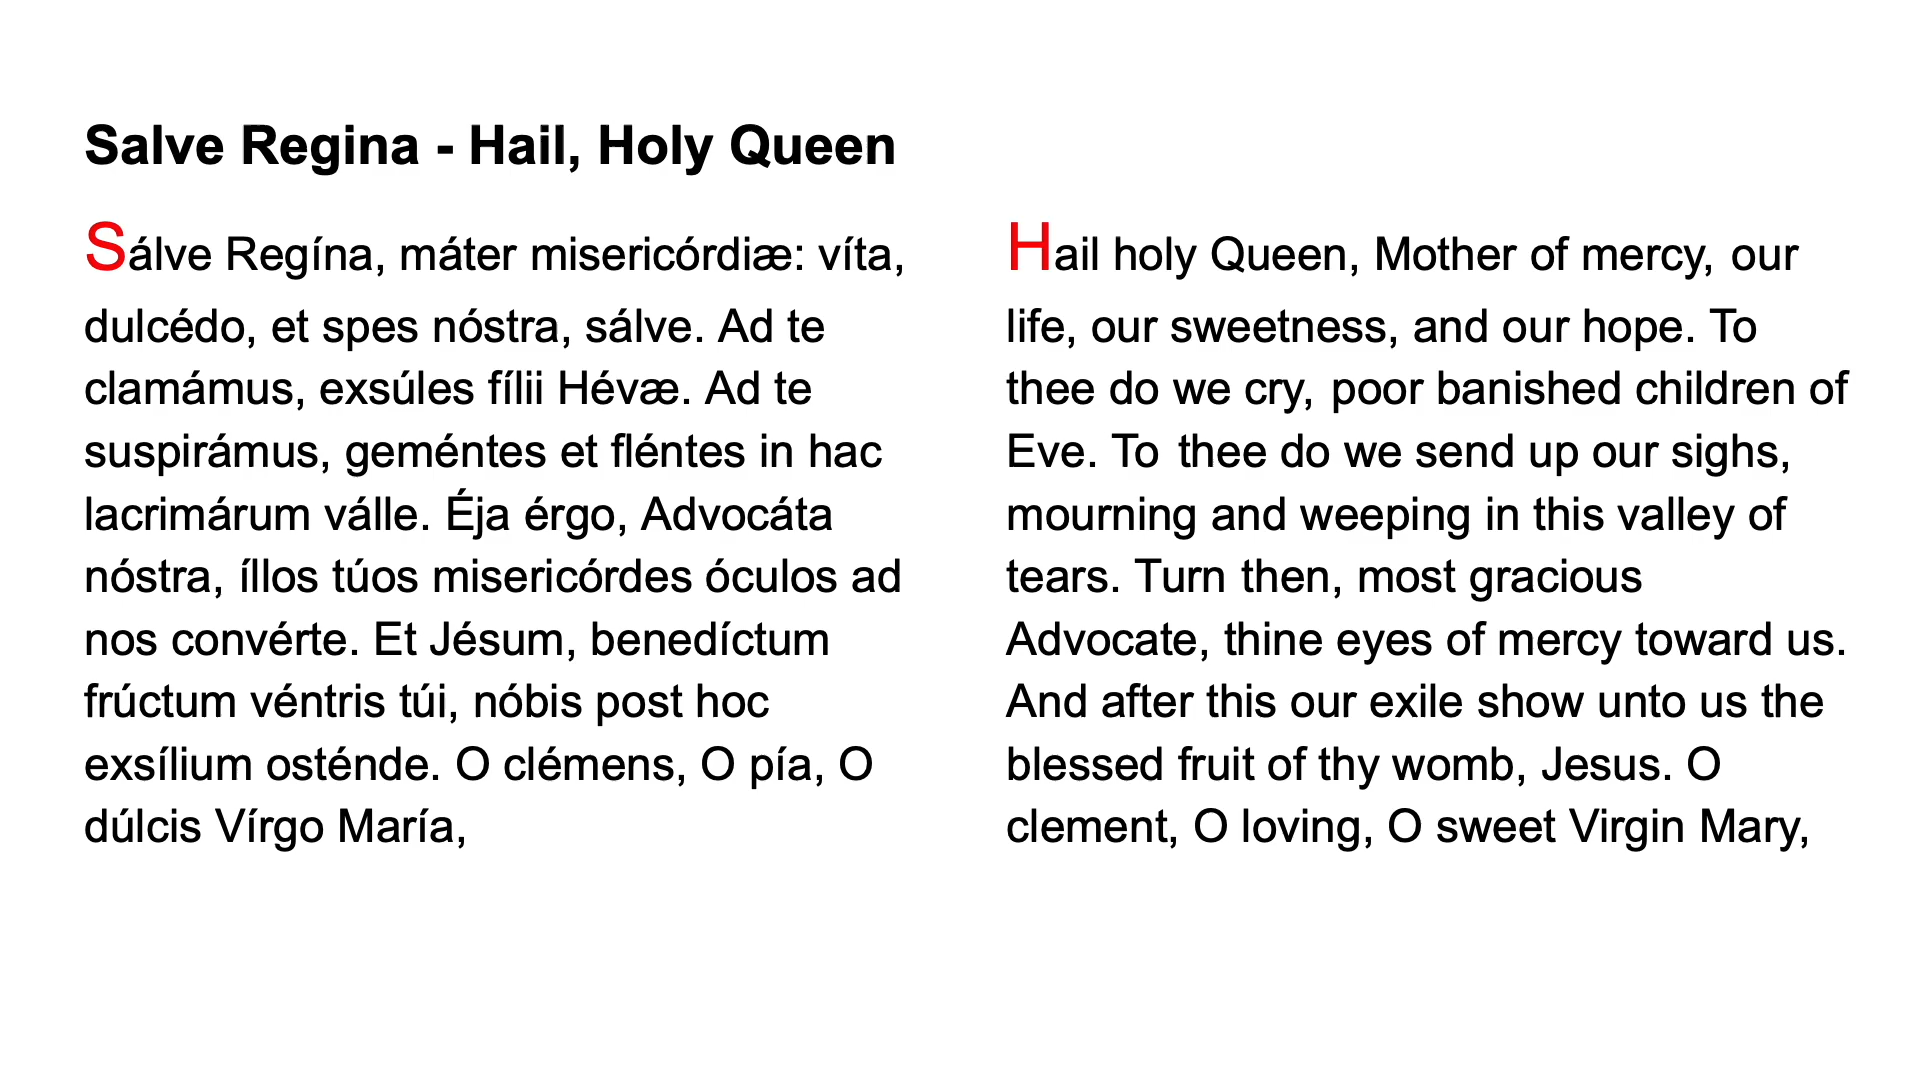 Salve Regina - Hail, Holy Queen
Sálve Regína, máter misericórdiæ: víta,
dulcédo, et spes nóstra, sálve. Ad te
clamámus, exsúles fílii Hévæ. Ad te
suspirámus, geméntes et fléntes in hac
lacrimárum válle. Éja érgo, Advocáta
nóstra, íllos túos misericórdes óculos ad
nos convérte. Et Jésum, benedíctum
frúctum véntris túi, nóbis post hoc
exsílium osténde. O clémens, O pía, O
dúlcis Vírgo María,
Hail holy Queen, Mother of mercy, our
life, our sweetness, and our hope. To
thee do we cry, poor banished children of
Eve. To thee do we send up our sighs,
mourning and weeping in this valley of
tears. Turn then, most gracious
Advocate, thine eyes of mercy toward us.
And after this our exile show unto us the
blessed fruit of thy womb, Jesus. O
clement, O loving, O sweet Virgin Mary,